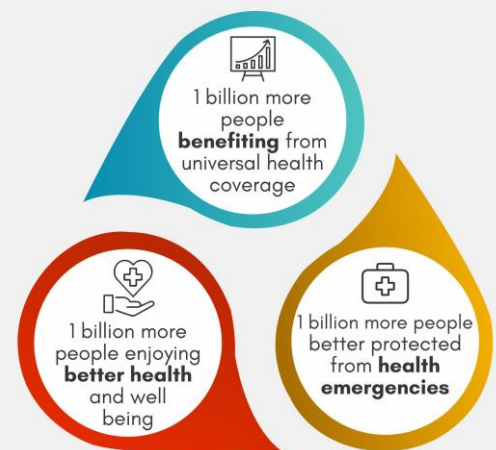 1 billion more
people
benefiting from
universal health
coverage
1 billion more
people enjoying
better health
and well
being
1 billion more people
better protected
from health
emergencies